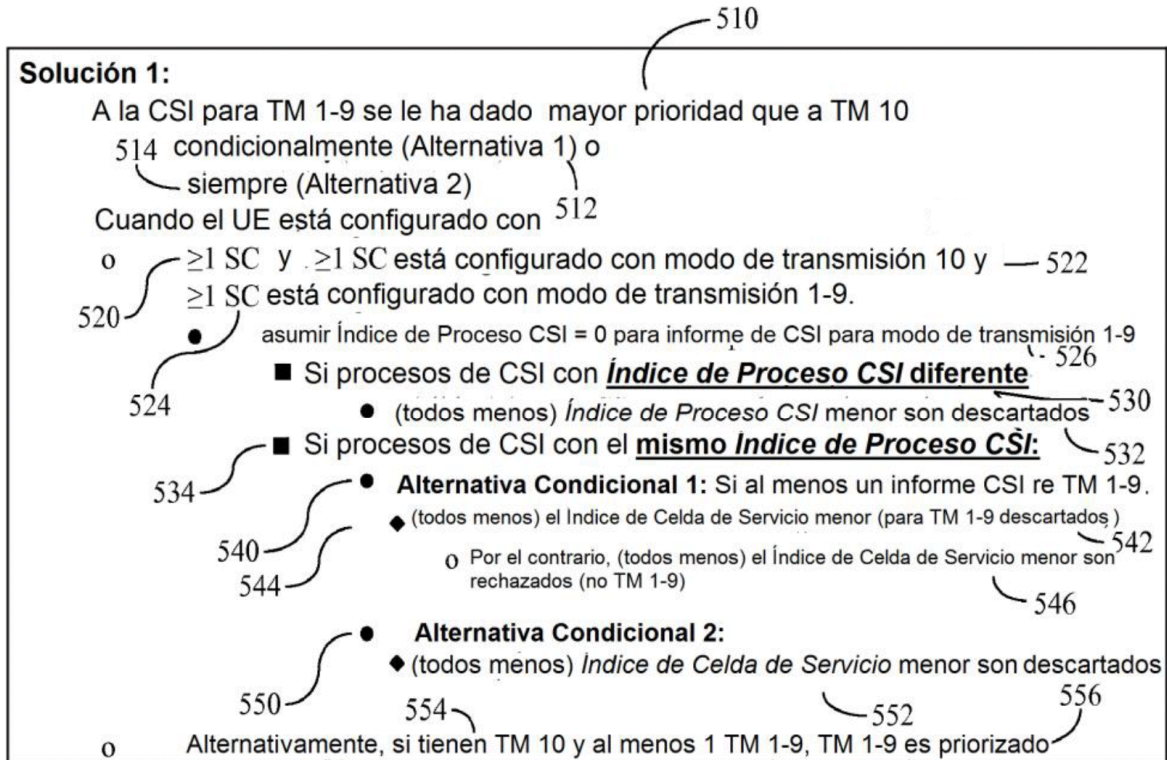 510
Solución 1:
A la CSI para TM 1-9 se le ha dado mayor prioridad que a TM 10
514 condicionalmente (Alternativa 1) o
siempre (Alternativa 2)
Cuando el UE está configurado con 512
o ≥1 SC y ≥1 SC está configurado con modo de transmisión 10 y 522
≥1 SC está configurado con modo de transmisión 1-9.
520
● asumir Índice de Proceso CSI = 0 para informe de CSI para modo de transmisión 1-9
526
■ Si procesos de CSI con Índice de Proceso CSI diferente
524 530
● (todos menos) Índice de Proceso CSI menor son descartados
■ Si procesos de CSI con el mismo Índice de Proceso CSI:
532
534
● Alternativa Condicional 1: Si al menos un informe CSI re TM 1-9.
◆ (todos menos) el Indice de Celda de Servicio menor (para TM 1-9 descartados)
540 542
o Por el contrario, (todos menos) el Índice de Celda de Servicio menor son
544
rechazados (no TM 1-9)
546
● Alternativa Condicional 2:
◆ (todos menos) Índice de Celda de Servicio menor son descartados
550 554 552 556
o Alternativamente, si tienen TM 10 y al menos 1 TM 1-9, TM 1-9 es priorizado